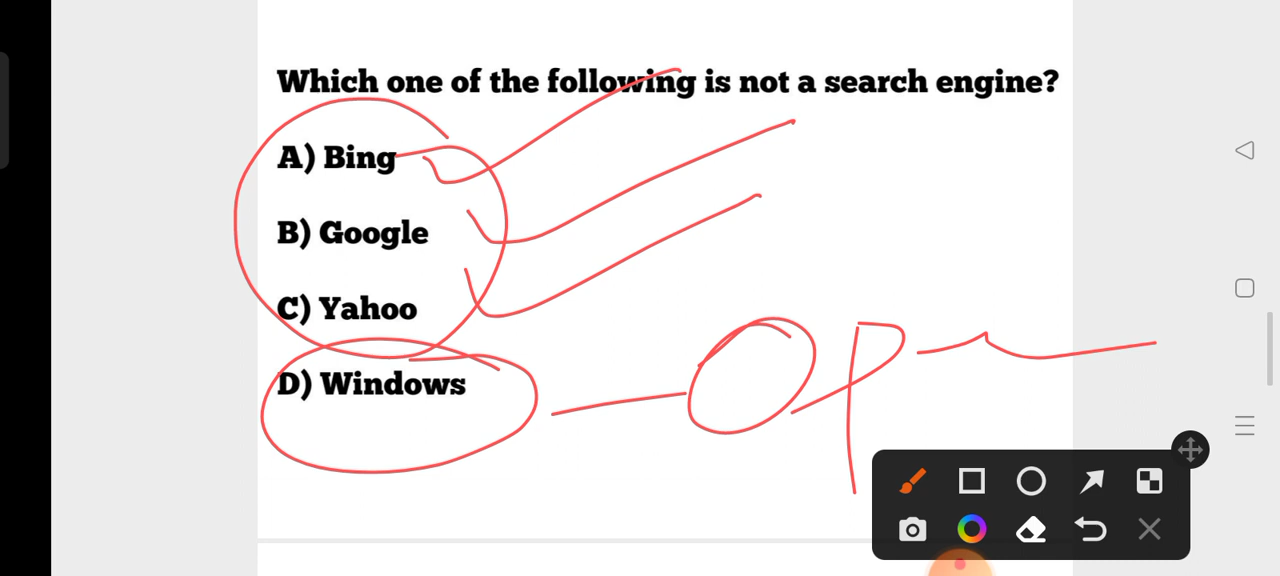 Which one of the following is not a search engine?
A) Bing
B) Google
C) Yahoo
D) Windows